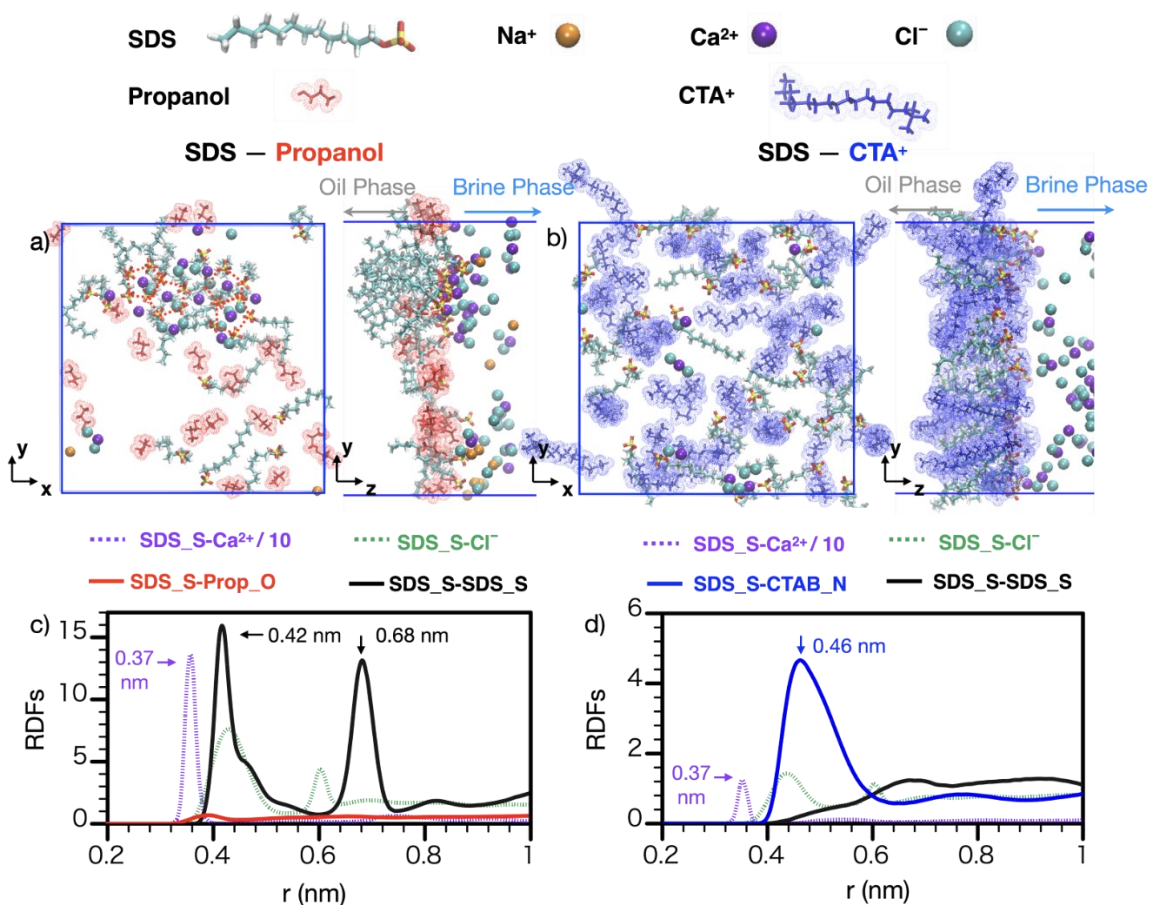 SDS Na⁺ Ca²⁺ Cl⁻
Propanol CTA⁺
SDS — Propanol SDS — CTA⁺
Oil Phase Brine Phase Oil Phase Brine Phase
a) b)
y y y y
x z x z
SDS_S-Ca²⁺/ 10 SDS_S-Cl⁻ SDS_S-Ca²⁺/ 10 SDS_S-Cl⁻
SDS_S-Prop_O SDS_S-SDS_S SDS_S-CTAB_N SDS_S-SDS_S
c)
15
10
5
0
RDFs
0.37
nm
0.42 nm
0.68 nm
0.2 0.4 0.6 0.8 1
r (nm)
d)
6
4
2
0
RDFs
0.37
nm
0.46 nm
0.2 0.4 0.6 0.8 1
r (nm)